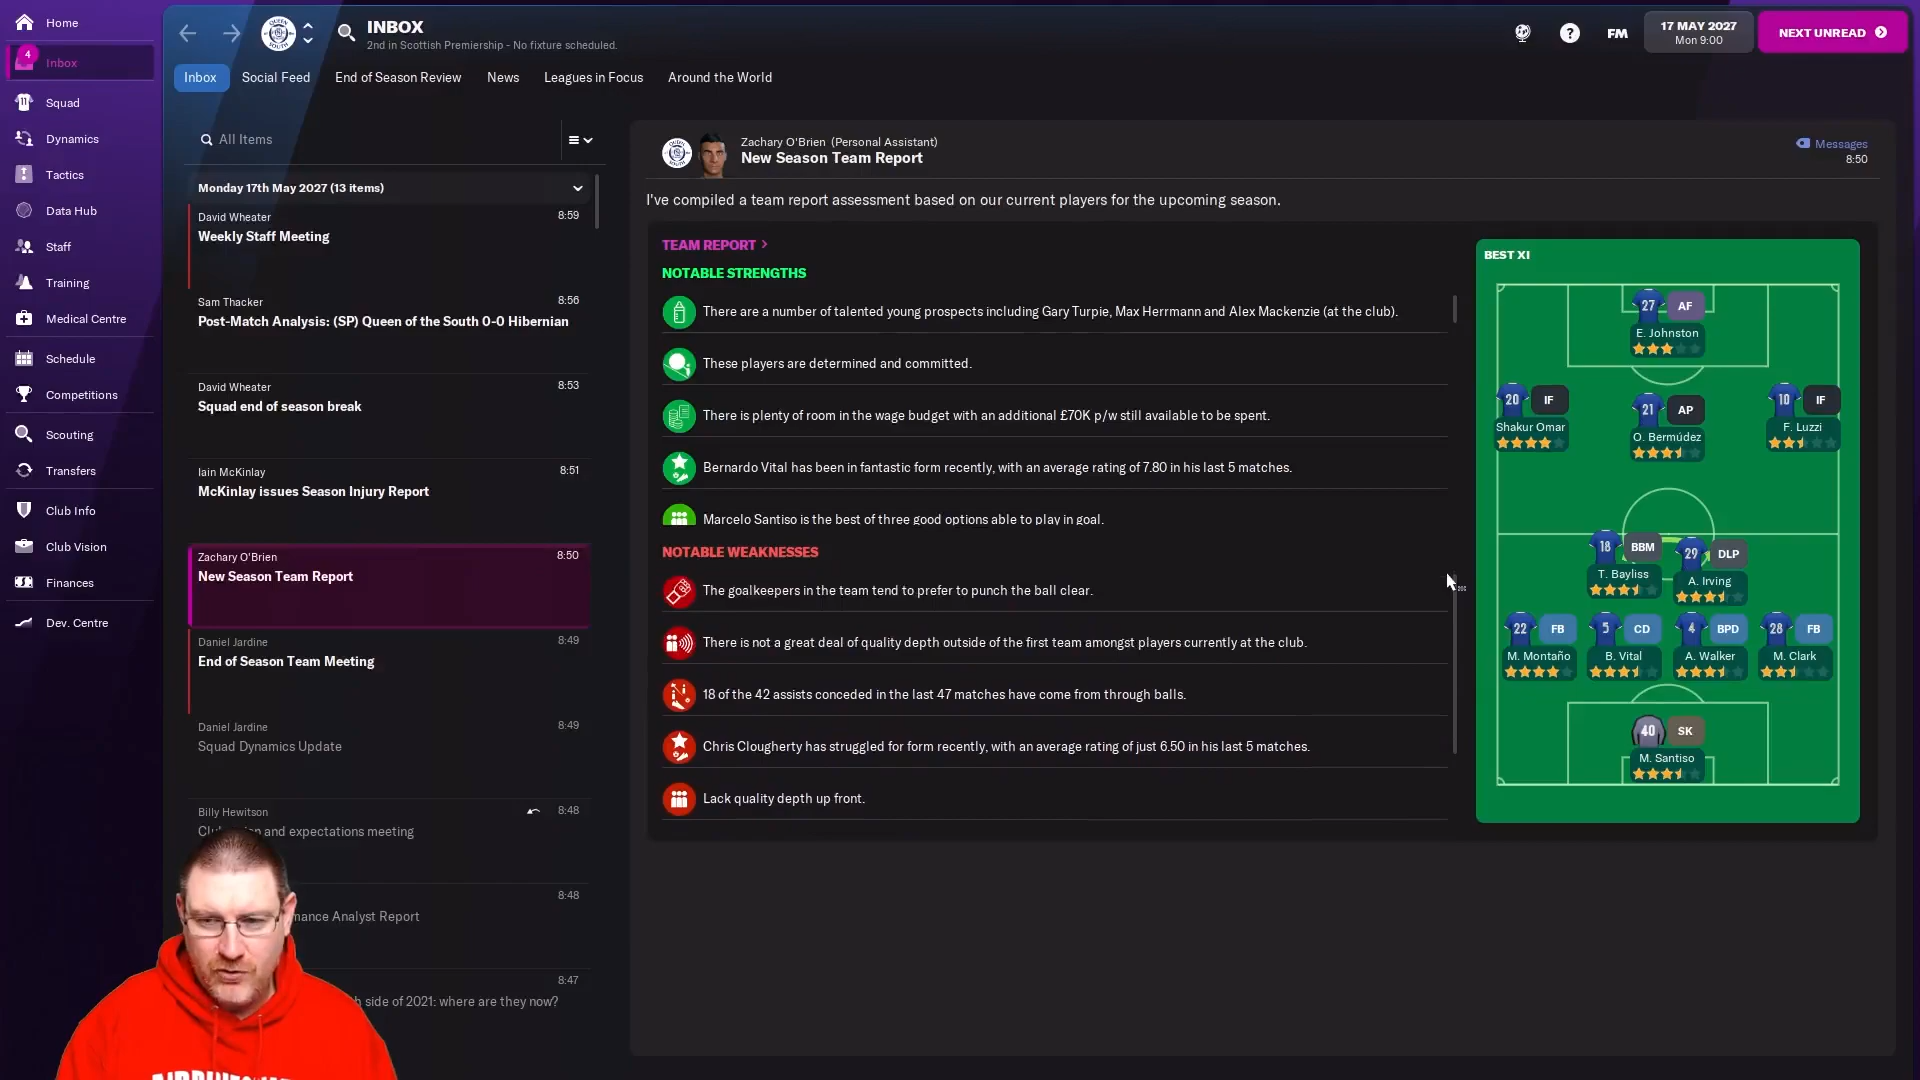 Home
4
Inbox
Squad
Dynamics
Tactics
Data Hub
Staff
Training
Medical Centre
Schedule
Competitions
Scouting
Transfers
Club Info
Club Vision
Finances
Dev. Centre
INBOX
2nd in Scottish Premiership - No fixture scheduled.
?
FM
17 MAY 2027
Mon 9:00
NEXT UNREAD
Inbox Social Feed End of Season Review News Leagues in Focus Around the World
All Items
Monday 17th May 2027 (13 items)
David Wheater 8:59
Weekly Staff Meeting
Sam Thacker 8:56
Post-Match Analysis: (SP) Queen of the South 0-0 Hibernian
David Wheater 8:53
Squad end of season break
Iain McKinlay 8:51
McKinlay issues Season Injury Report
Zachary O'Brien 8:50
New Season Team Report
Daniel Jardine 8:49
End of Season Team Meeting
Daniel Jardine 8:49
Squad Dynamics Update
Billy Hewitson 8:48
and expectations meeting
8:48
Analyst Report
8:47
side of 2021: where are they now?
Zachary O'Brien (Personal Assistant)
New Season Team Report
Messages
8:50
I've compiled a team report assessment based on our current players for the upcoming season.
TEAM REPORT >
NOTABLE STRENGTHS
There are a number of talented young prospects including Gary Turpie, Max Herrmann and Alex Mackenzie (at the club).
These players are determined and committed.
There is plenty of room in the wage budget with an additional £70K p/w still available to be spent.
Bernardo Vital has been in fantastic form recently, with an average rating of 7.80 in his last 5 matches.
Marcelo Santiso is the best of three good options able to play in goal.
NOTABLE WEAKNESSES
The goalkeepers in the team tend to prefer to punch the ball clear.
There is not a great deal of quality depth outside of the first team amongst players currently at the club.
18 of the 42 assists conceded in the last 47 matches have come from through balls.
Chris Clougherty has struggled for form recently, with an average rating of just 6.50 in his last 5 matches.
Lack quality depth up front.
BEST XI
27 AF
E. Johnston
20 IF
Shakur Omar
21 AP
O. Bermúdez
10 IF
F. Luzzi
18 BBM
T. Bayliss
29 DLP
A. Irving
22 FB
M. Montaño
5 CD
B. Vital
4 BPD
A. Walker
28 FB
M. Clark
40 SK
M. Santiso